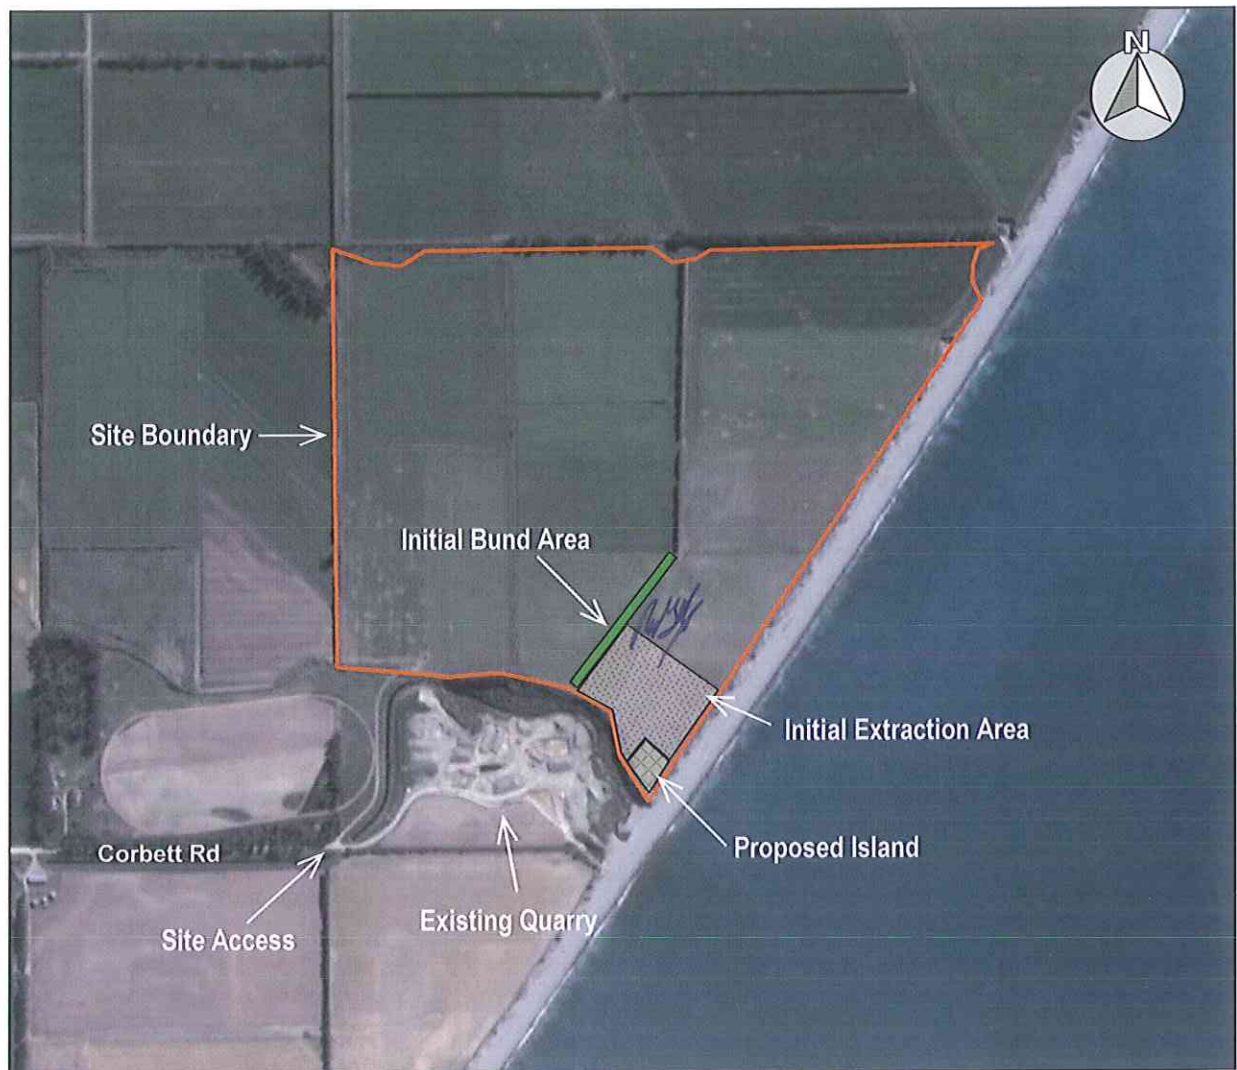 N
Site Boundary
Initial Bund Area
Initial Extraction Area
Proposed Island
Corbett Rd
Existing Quarry
Site Access